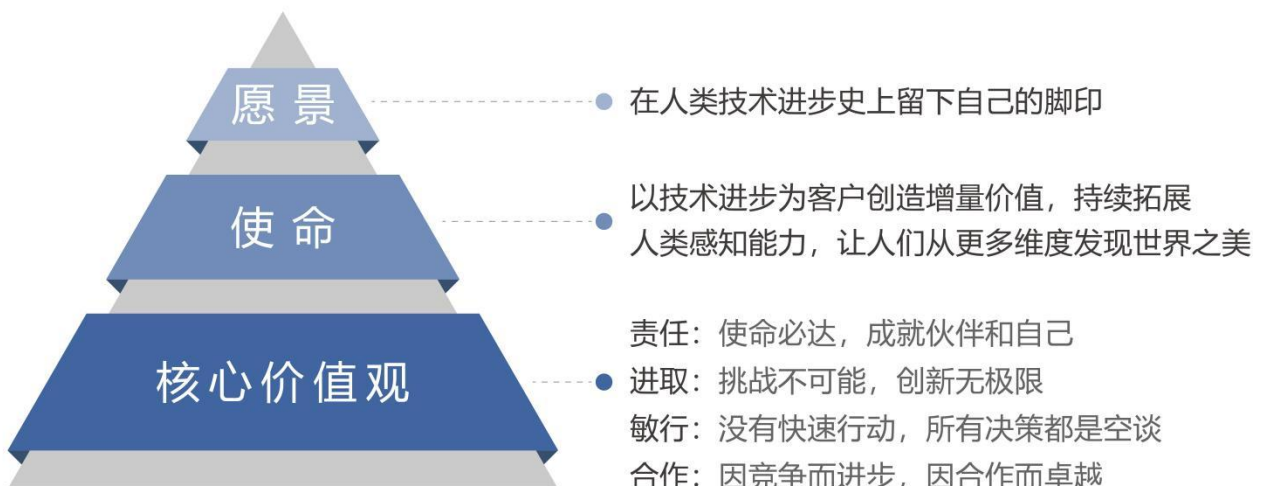 愿景
在人类技术进步史上留下自己的脚印
使命
以技术进步为客户创造增量价值，持续拓展
人类感知能力，让人们从更多维度发现世界之美
核心价值观
责任：使命必达，成就伙伴和自己
进取：挑战不可能，创新无极限
敏行：没有快速行动，所有决策都是空谈
合作：因竞争而进步，因合作而卓越